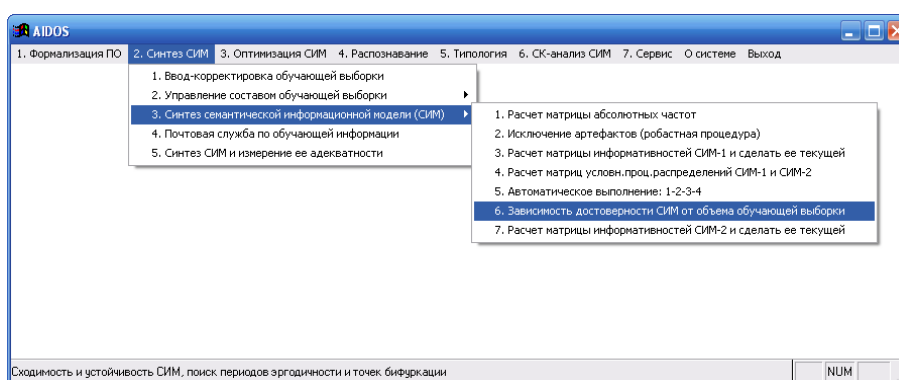 AIDOS
1. Формализация ПО 2. Синтез СИМ 3. Оптимизация СИМ 4. Распознавание 5. Типология 6. СК-анализ СИМ 7. Сервис О системе Выход
1. Ввод-корректировка обучающей выборки
2. Управление составом обучающей выборки
3. Синтез семантической информационной модели (СИМ)
4. Почтовая служба по обучающей информации
5. Синтез СИМ и измерение ее адекватности
1. Расчет матрицы абсолютных частот
2. Исключение артефактов (робастная процедура)
3. Расчет матрицы информативностей СИМ-1 и сделать ее текущей
4. Расчет матриц условн.проц.распределений СИМ-1 и СИМ-2
5. Автоматическое выполнение: 1-2-3-4
6. Зависимость достоверности СИМ от объема обучающей выборки
7. Расчет матрицы информативностей СИМ-2 и сделать ее текущей
Сходимость и устойчивость СИМ, поиск периодов эргодичности и точек бифуркации NUM